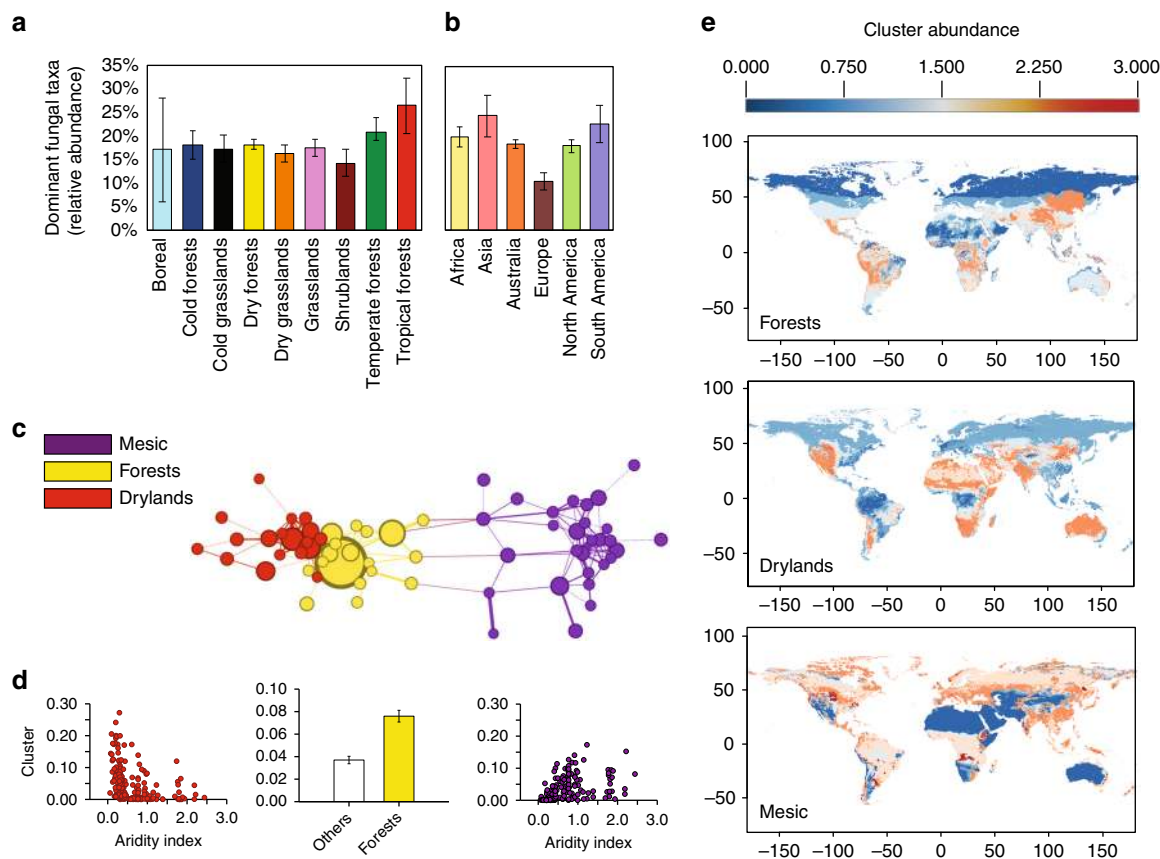 a
Dominant fungal taxa
(relative abundance)
35%
30%
25%
20%
15%
10%
5%
0%
Boreal
Cold forests
Cold grasslands
Dry forests
Dry grasslands
Grasslands
Shrublands
Temperate forests
Tropical forests
b
Africa
Asia
Australia
Europe
North America
South America
c
Mesic
Forests
Drylands
d
Cluster
0.30
0.20
0.10
0.00
0.0 1.0 2.0 3.0
Aridity index
0.10
0.08
0.06
0.04
0.02
0.00
Others
Forests
0.30
0.20
0.10
0.00
0.0 1.0 2.0 3.0
Aridity index
e
Cluster abundance
0.000 0.750 1.500 2.250 3.000
100
50
0
−50
Forests
−150 −100 −50 0 50 100 150
100
50
0
−50
Drylands
−150 −100 −50 0 50 100 150
100
50
0
−50
Mesic
−150 −100 −50 0 50 100 150